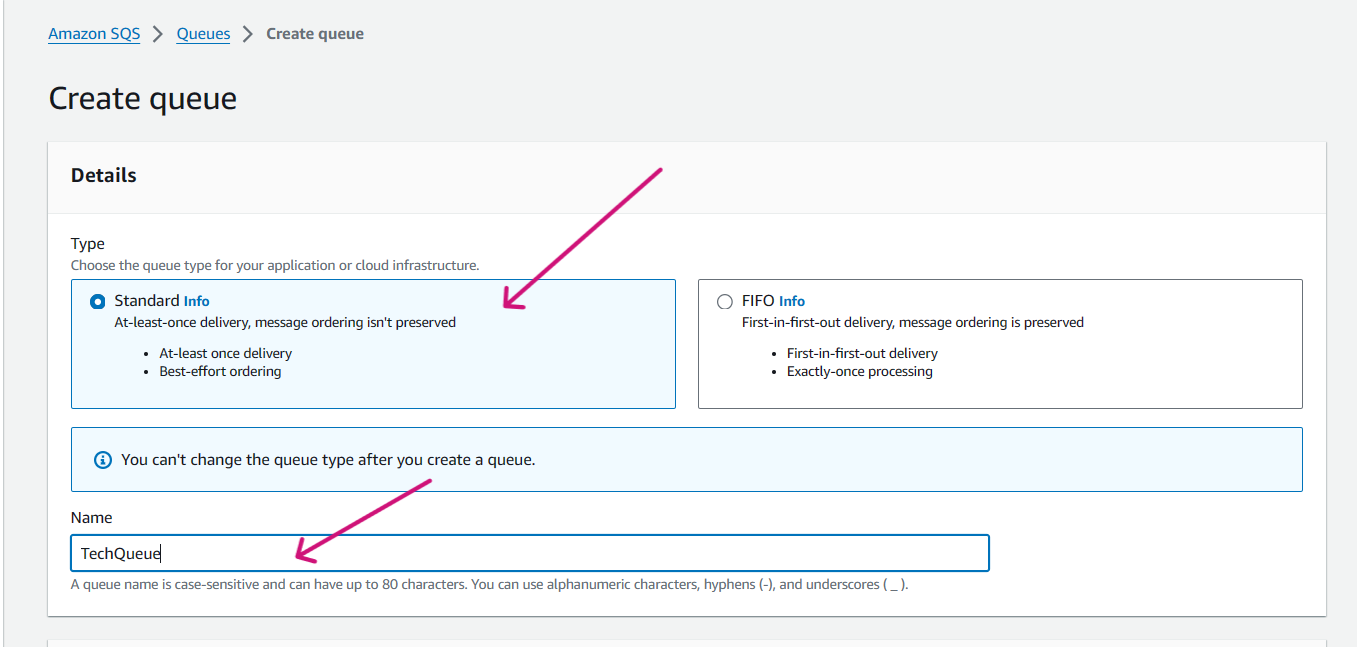 Amazon SQS > Queues > Create queue
Create queue
Details
Type
Choose the queue type for your application or cloud infrastructure.
Standard Info
At-least-once delivery, message ordering isn't preserved
• At-least once delivery
• Best-effort ordering
FIFO Info
First-in-first-out delivery, message ordering is preserved
• First-in-first-out delivery
• Exactly-once processing
You can't change the queue type after you create a queue.
Name
TechQueue
A queue name is case-sensitive and can have up to 80 characters. You can use alphanumeric characters, hyphens (-), and underscores ( _ ).